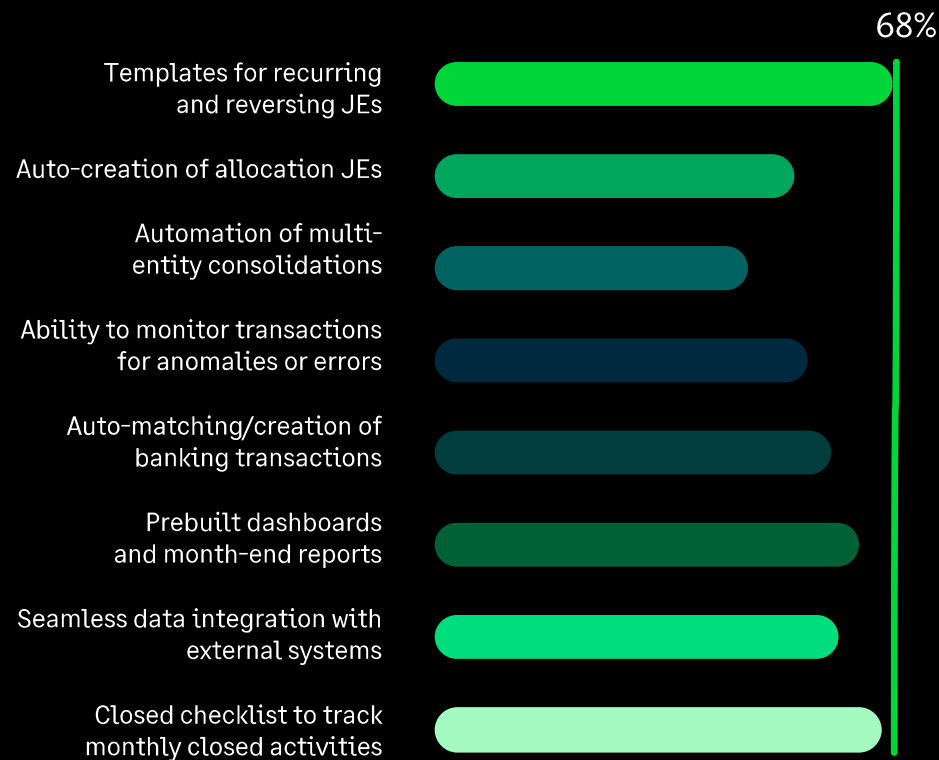 68%
Templates for recurring
and reversing JEs
Auto-creation of allocation JEs
Automation of multi-
entity consolidations
Ability to monitor transactions
for anomalies or errors
Auto-matching/creation of
banking transactions
Prebuilt dashboards
and month-end reports
Seamless data integration with
external systems
Closed checklist to track
monthly closed activities